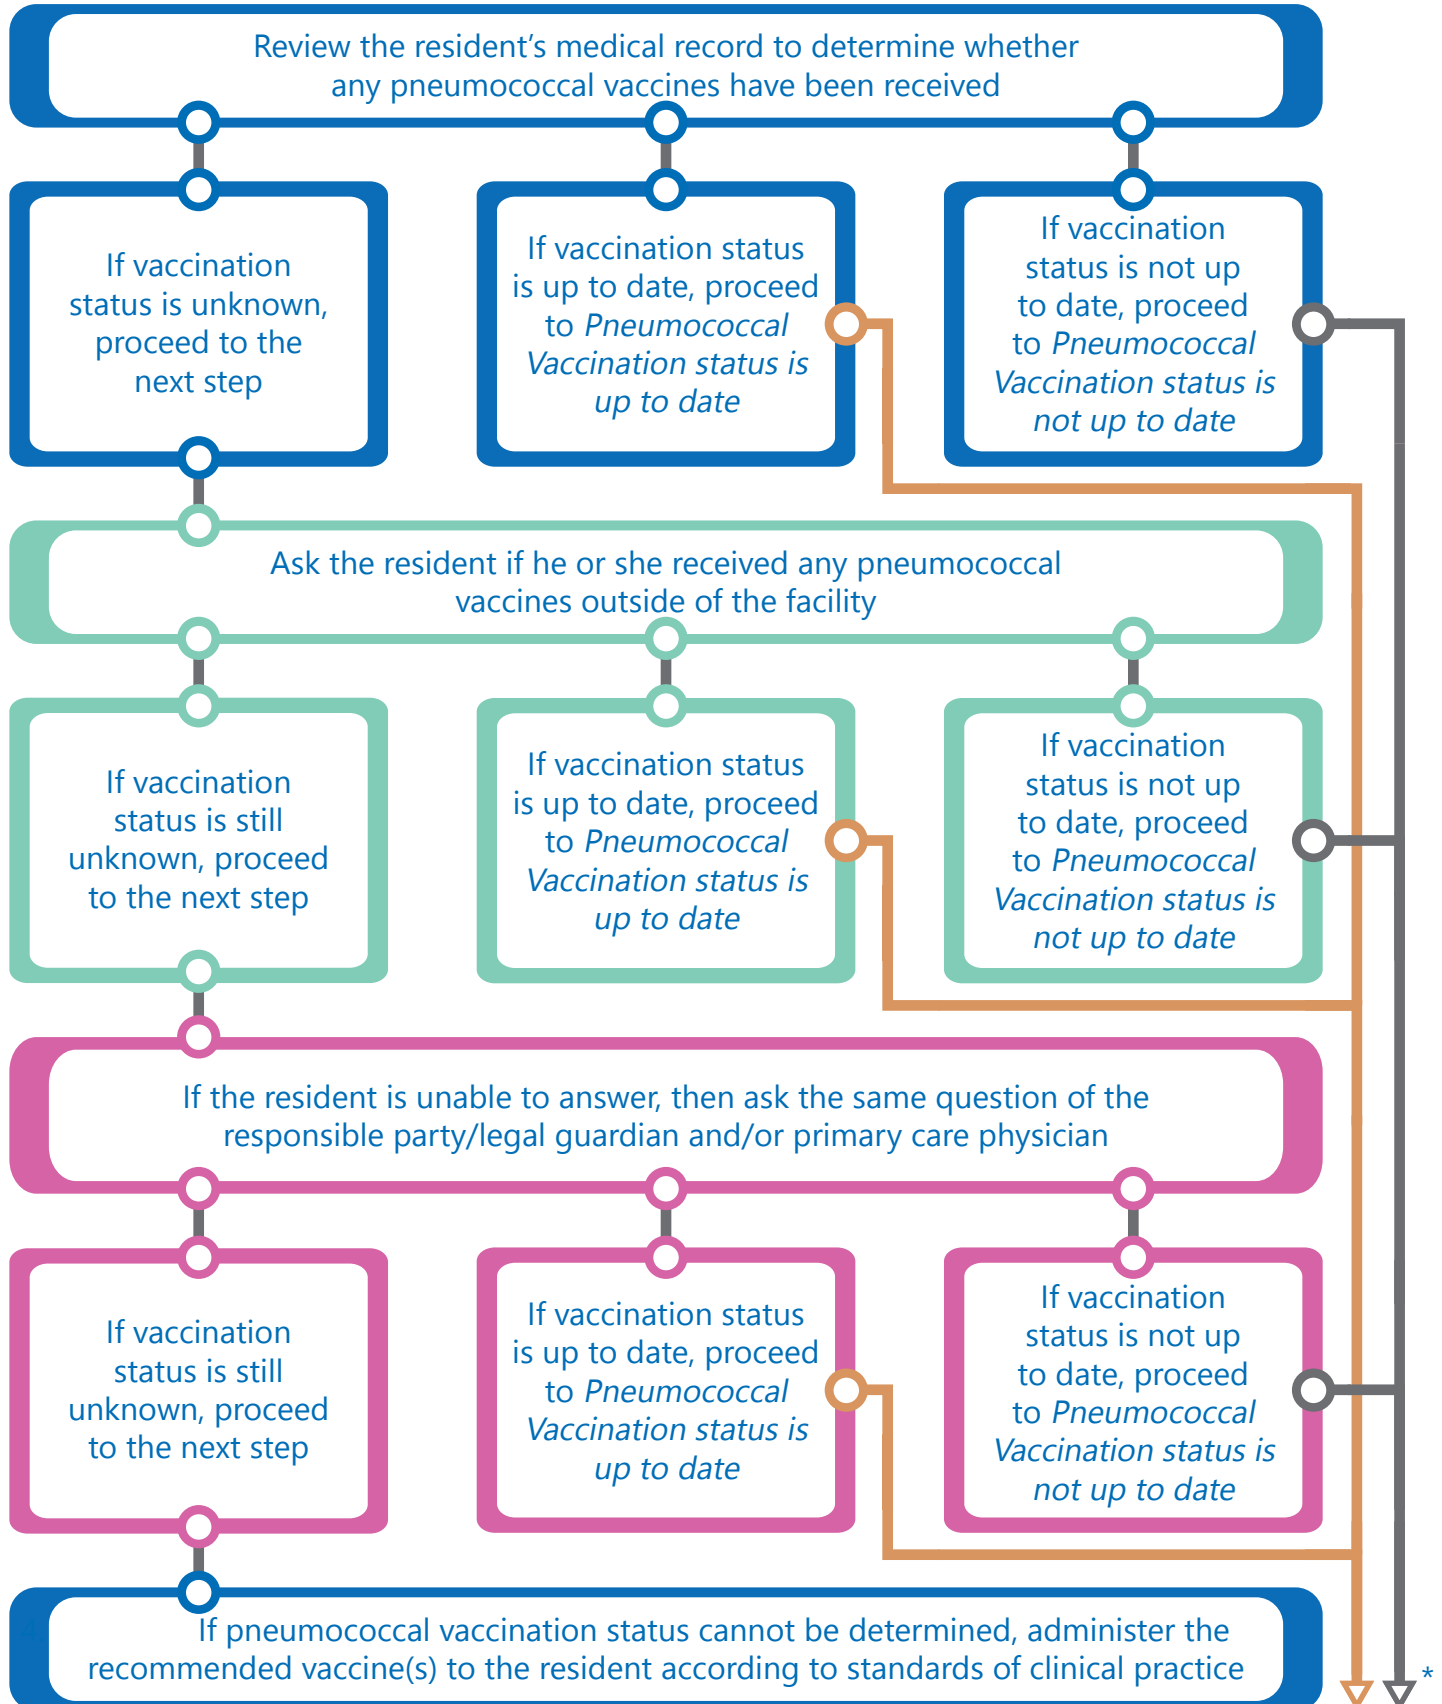 Review the resident's medical record to determine whether
any pneumococcal vaccines have been received
If vaccination
status is unknown,
proceed to the
next step
If vaccination status
is up to date, proceed
to Pneumococcal
Vaccination status is
up to date
If vaccination
status is not up
to date, proceed
to Pneumococcal
Vaccination status is
not up to date
Ask the resident if he or she received any pneumococcal
vaccines outside of the facility
If vaccination
status is still
unknown, proceed
to the next step
If vaccination status
is up to date, proceed
to Pneumococcal
Vaccination status is
up to date
If vaccination
status is not up
to date, proceed
to Pneumococcal
Vaccination status is
not up to date
If the resident is unable to answer, then ask the same question of the
responsible party/legal guardian and/or primary care physician
If vaccination
status is still
unknown, proceed
to the next step
If vaccination status
is up to date, proceed
to Pneumococcal
Vaccination status is
up to date
If vaccination
status is not up
to date, proceed
to Pneumococcal
Vaccination status is
not up to date
4
If pneumococcal vaccination status cannot be determined, administer the
recommended vaccine(s) to the resident according to standards of clinical practice
*